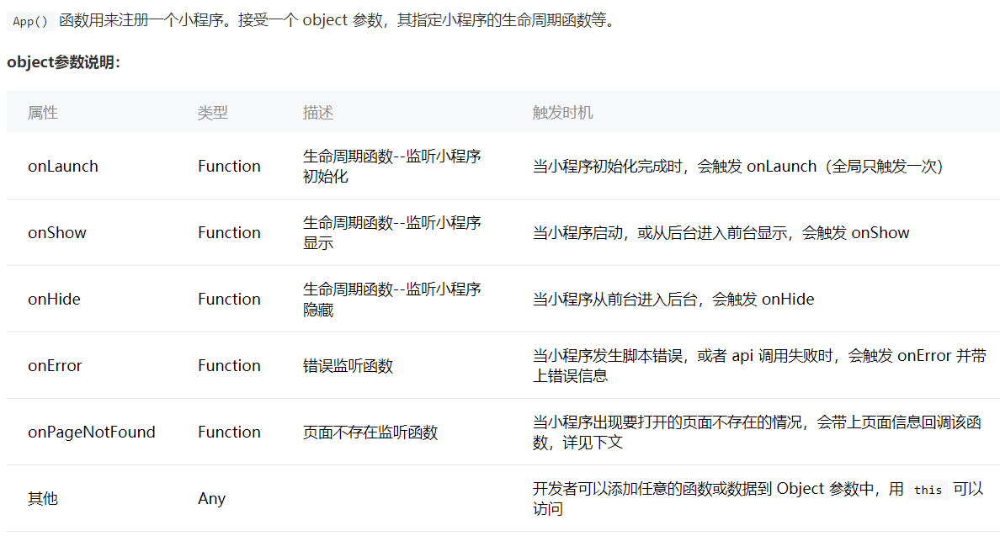 App() 函数用来注册一个小程序。接受一个 object 参数，其指定小程序的生命周期函数等。
object参数说明：
属性 类型 描述 触发时机
onLaunch Function 生命周期函数--监听小程序初始化 当小程序初始化完成时，会触发 onLaunch（全局只触发一次）
onShow Function 生命周期函数--监听小程序显示 当小程序启动，或从后台进入前台显示，会触发 onShow
onHide Function 生命周期函数--监听小程序隐藏 当小程序从前台进入后台，会触发 onHide
onError Function 错误监听函数 当小程序发生脚本错误，或者 api 调用失败时，会触发 onError 并带上错误信息
onPageNotFound Function 页面不存在监听函数 当小程序出现要打开的页面不存在的情况，会带上页面信息回调该函数，详见下文
其他 Any 开发者可以添加任意的函数或数据到 Object 参数中，用 this 可以访问